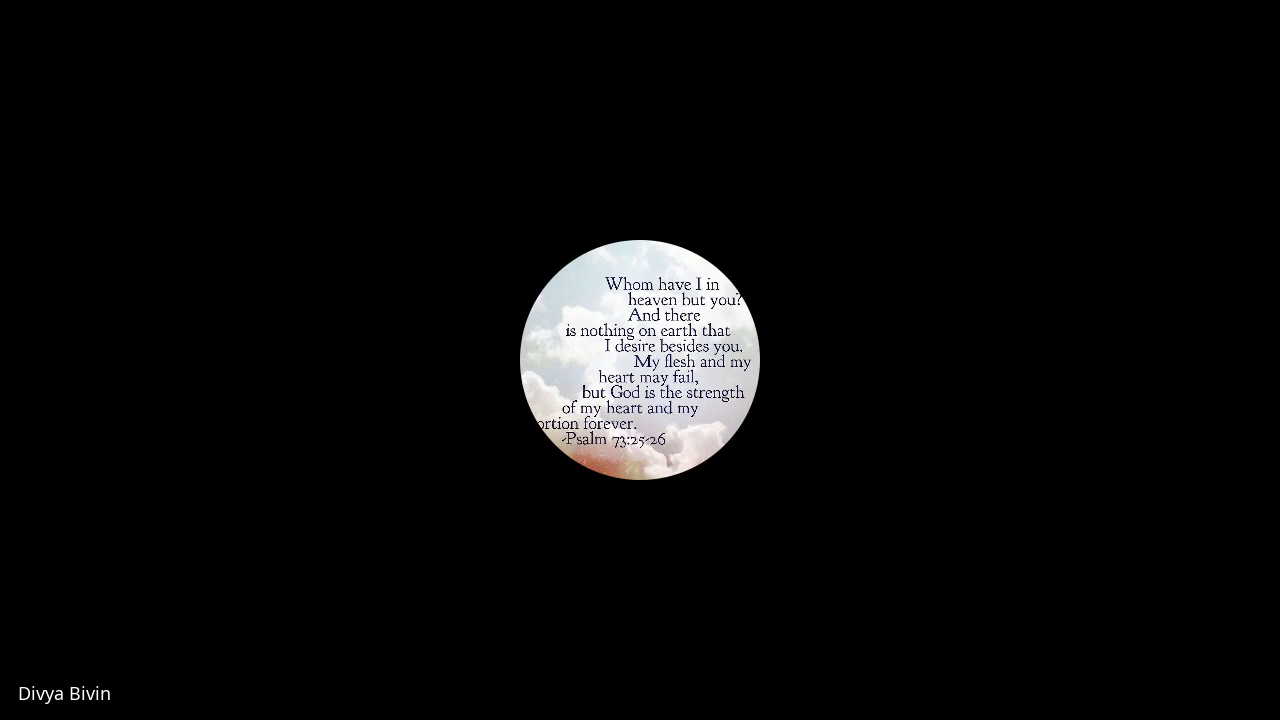 Whom have I in
heaven but you?
And there
is nothing on earth that
I desire besides you.
My flesh and my
heart may fail,
but God is the strength
of my heart and my
ortion forever.
-Psalm 73:25-26
Divya Bivin